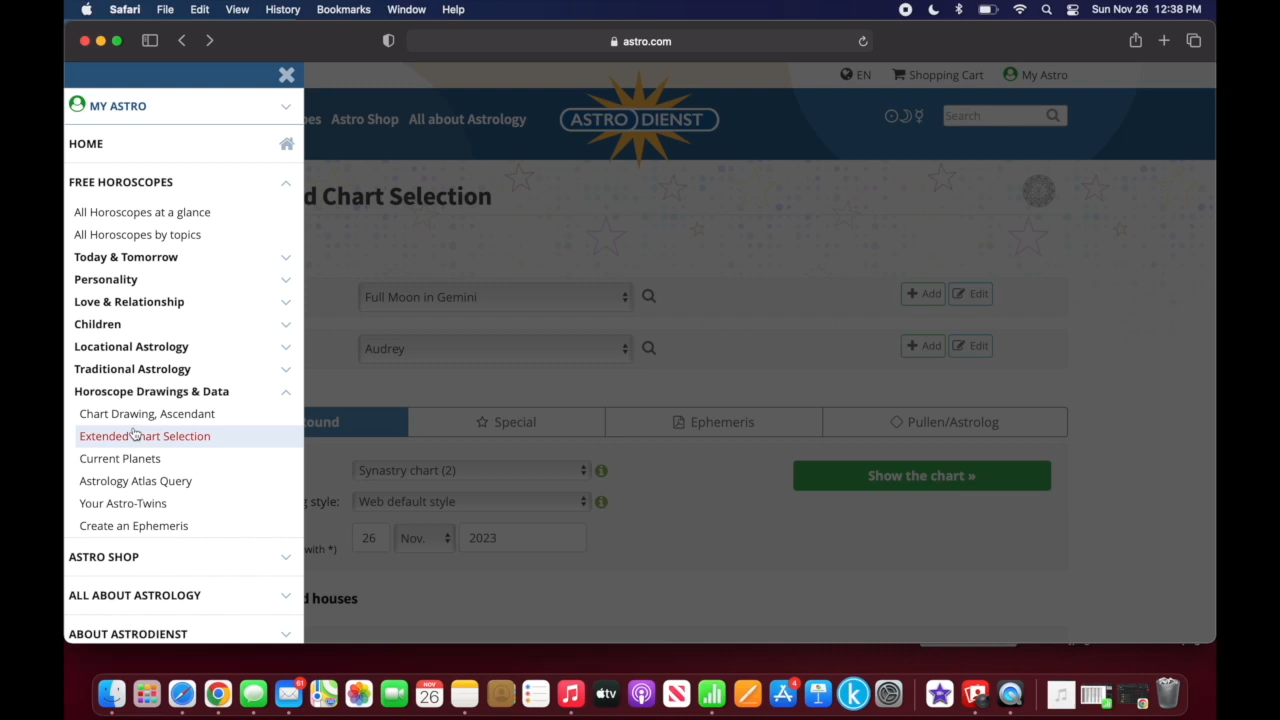 Safari File Edit View History Bookmarks Window Help
Sun Nov 26 12:38 PM
astro.com
EN Shopping Cart My Astro
MY ASTRO
Astro Shop All about Astrology
ASTRO DIENST
Search
HOME
FREE HOROSCOPES
d Chart Selection
All Horoscopes at a glance
All Horoscopes by topics
Today & Tomorrow
Personality
Full Moon in Gemini
Add Edit
Love & Relationship
Children
Locational Astrology
Audrey
Add Edit
Traditional Astrology
Horoscope Drawings & Data
Chart Drawing, Ascendant
ound Special Ephemeris Pullen/Astrolog
Extended Chart Selection
Current Planets
Synastry chart (2)
Show the chart »
Astrology Atlas Query
Your Astro-Twins
style: Web default style
Create an Ephemeris
26 Nov. 2023
with *)
ASTRO SHOP
ALL ABOUT ASTROLOGY
d houses
ABOUT ASTRODIENST
61
NOV
26
tv
4